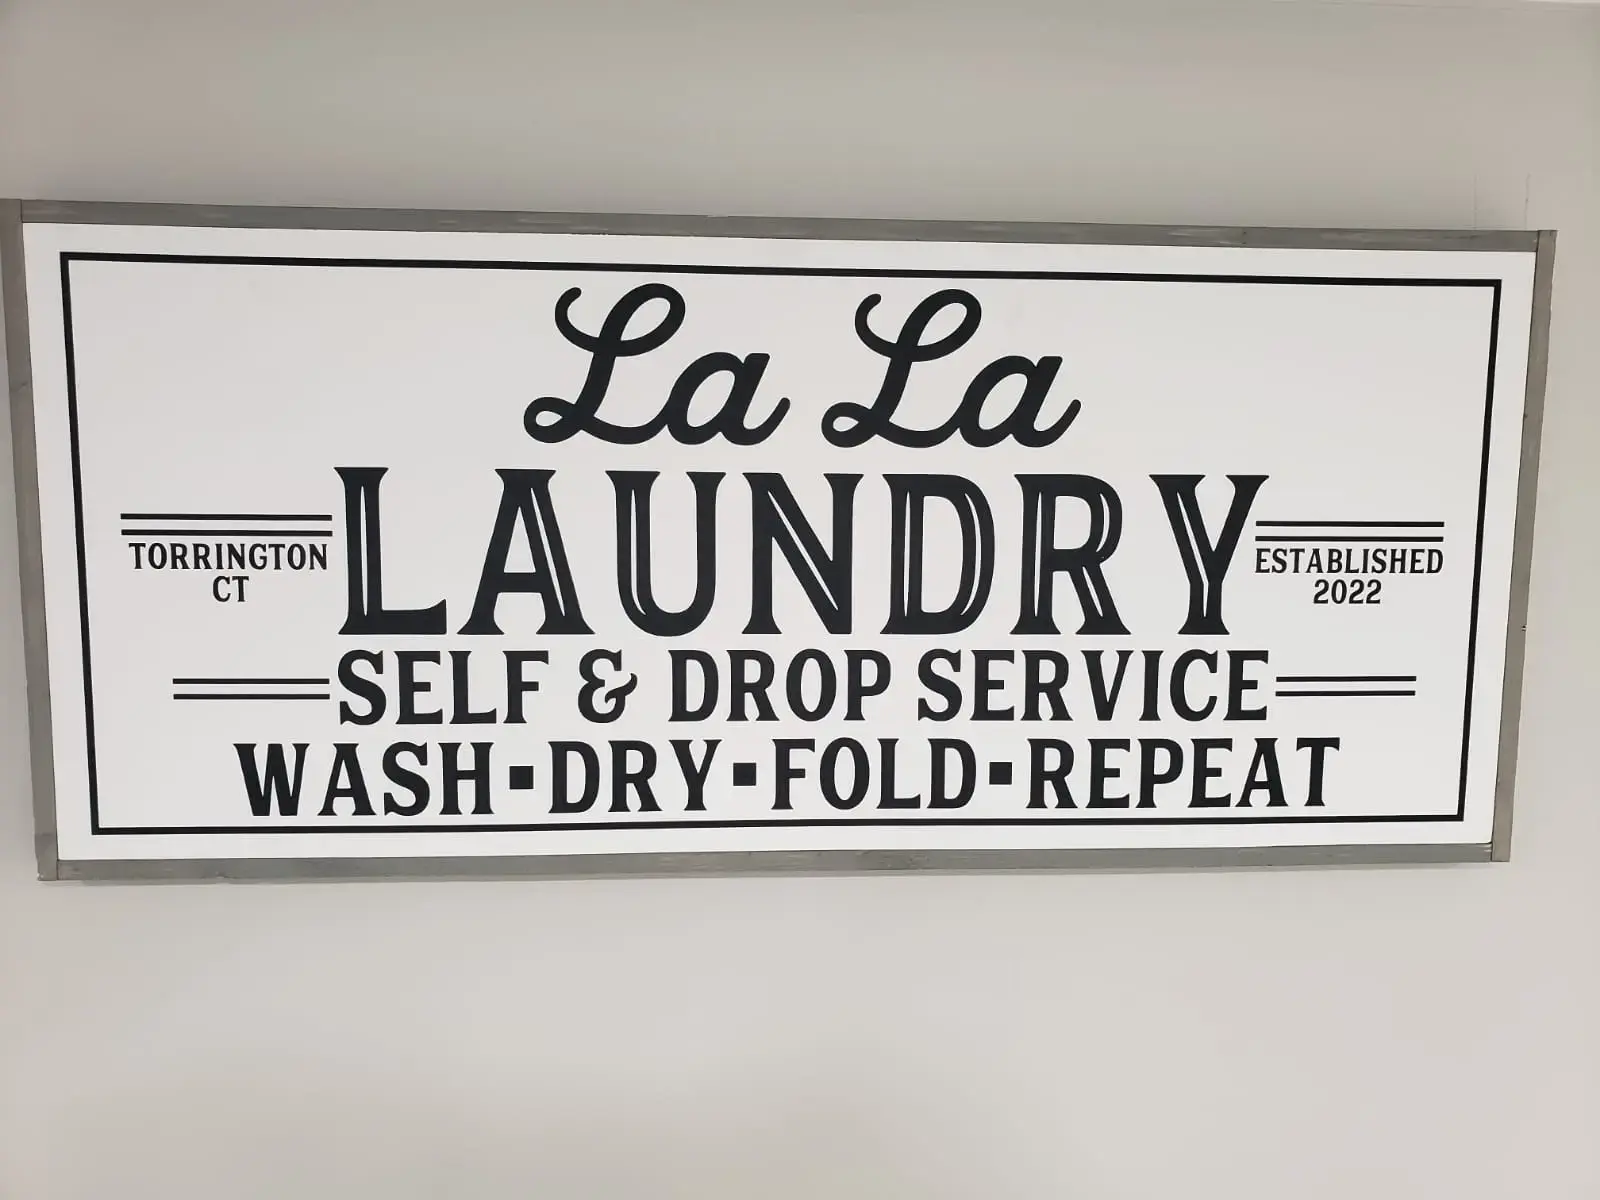 La La
LAUNDRY
TORRINGTON
CT
ESTABLISHED
2022
SELF & DROP SERVICE
WASH▪DRY▪FOLD▪REPEAT